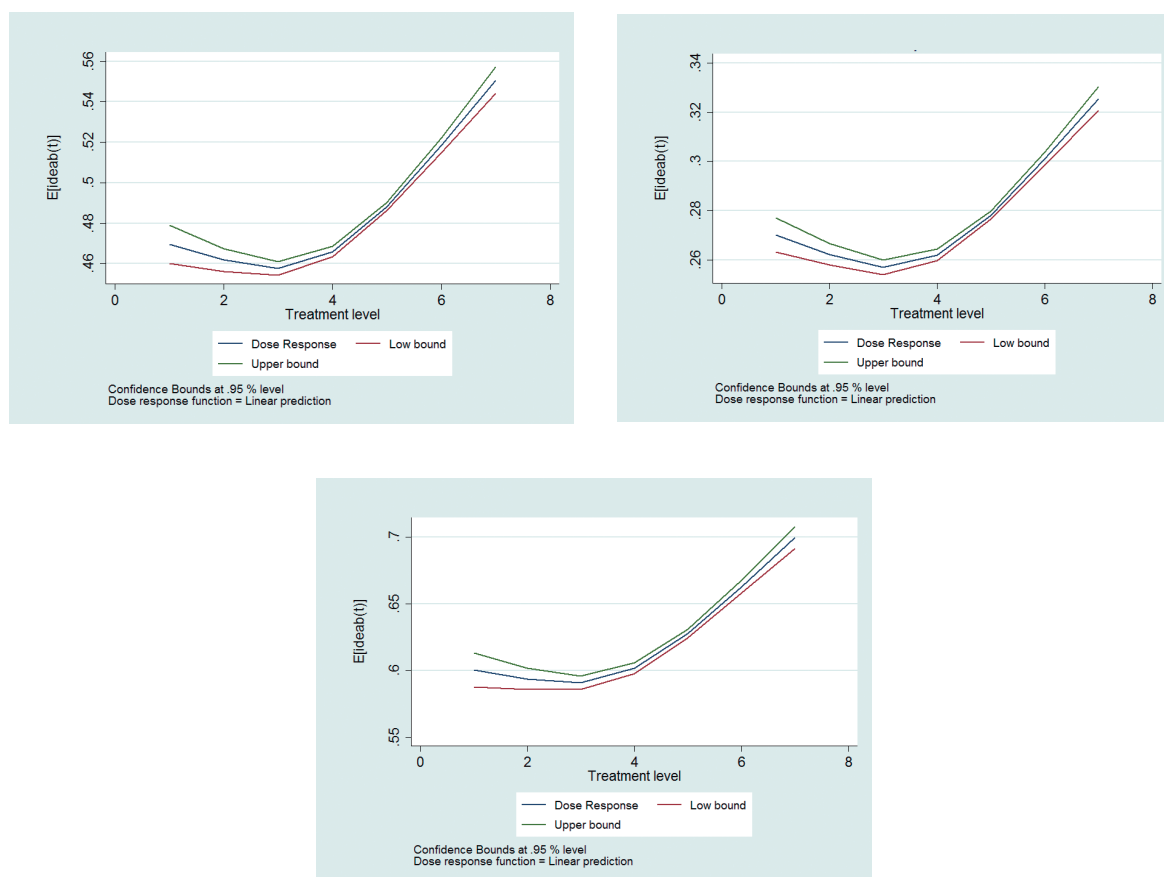 .56
.54
.52
.5
.48
.46
E[ideab(t)]
0 2 4 6 8
Treatment level
Dose Response Low bound
Upper bound
Confidence Bounds at .95 % level
Dose response function = Linear prediction
.34
.32
.3
.28
.26
E[ideab(t)]
0 2 4 6 8
Treatment level
Dose Response Low bound
Upper bound
Confidence Bounds at .95 % level
Dose response function = Linear prediction
.7
.65
.6
.55
E[ideab(t)]
0 2 4 6 8
Treatment level
Dose Response Low bound
Upper bound
Confidence Bounds at .95 % level
Dose response function = Linear prediction